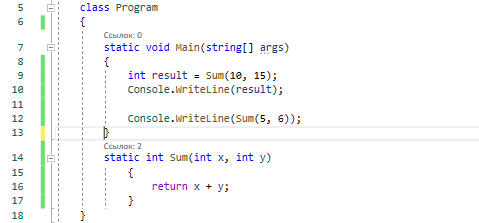 5 class Program
6 {
Ссылок: 0
7 static void Main(string[] args)
8 {
9 int result = Sum(10, 15);
10 Console.WriteLine(result);
11
12 Console.WriteLine(Sum(5, 6));
13 }
Ссылок: 2
14 static int Sum(int x, int y)
15 {
16 return x + y;
17 }
18 }